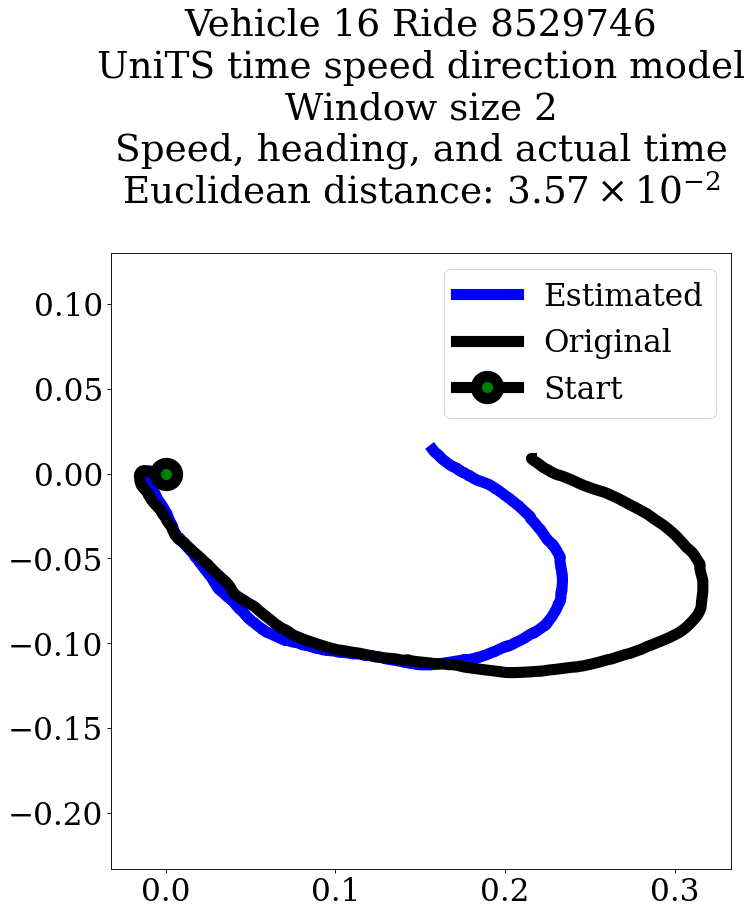 Vehicle 16 Ride 8529746
UniTS time speed direction model
Window size 2
Speed, heading, and actual time
Euclidean distance: 3.57 × 10⁻²
Estimated
Original
Start
0.10
0.05
0.00
−0.05
−0.10
−0.15
−0.20
0.0 0.1 0.2 0.3